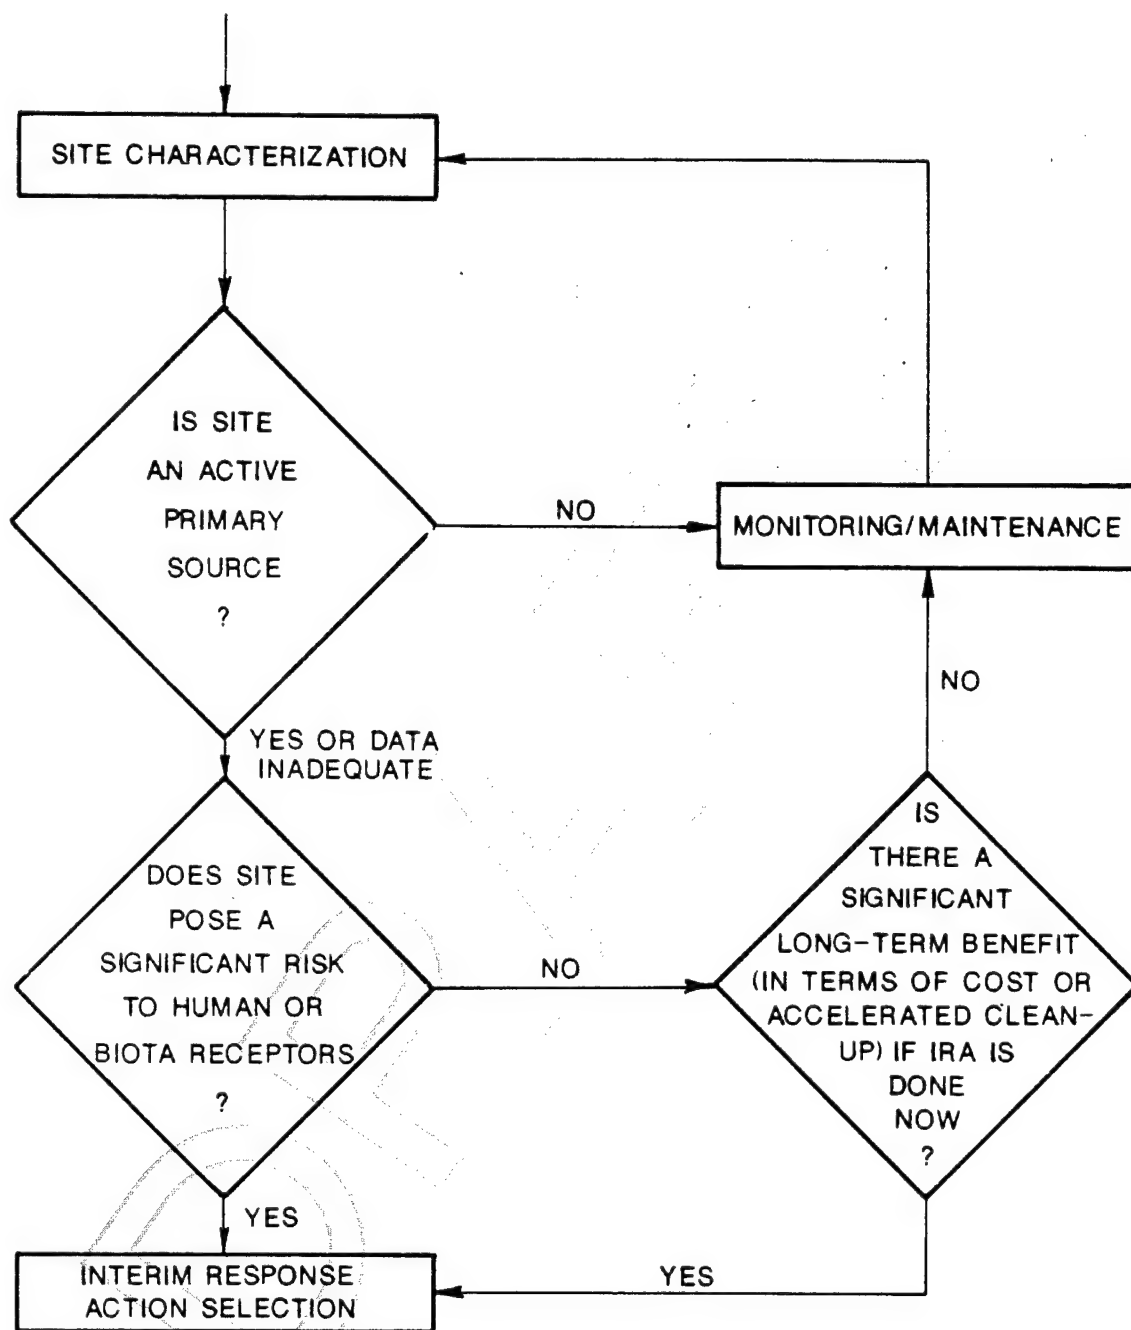 SITE CHARACTERIZATION
IS SITE
AN ACTIVE
PRIMARY
SOURCE
?
NO
MONITORING/MAINTENANCE
YES OR DATA
INADEQUATE
NO
DOES SITE
POSE A
SIGNIFICANT RISK
TO HUMAN OR
BIOTA RECEPTORS
?
NO
IS
THERE A
SIGNIFICANT
LONG-TERM BENEFIT
(IN TERMS OF COST OR
ACCELERATED CLEAN-
UP) IF IRA IS
DONE
NOW
?
YES
YES
INTERIM RESPONSE
ACTION SELECTION